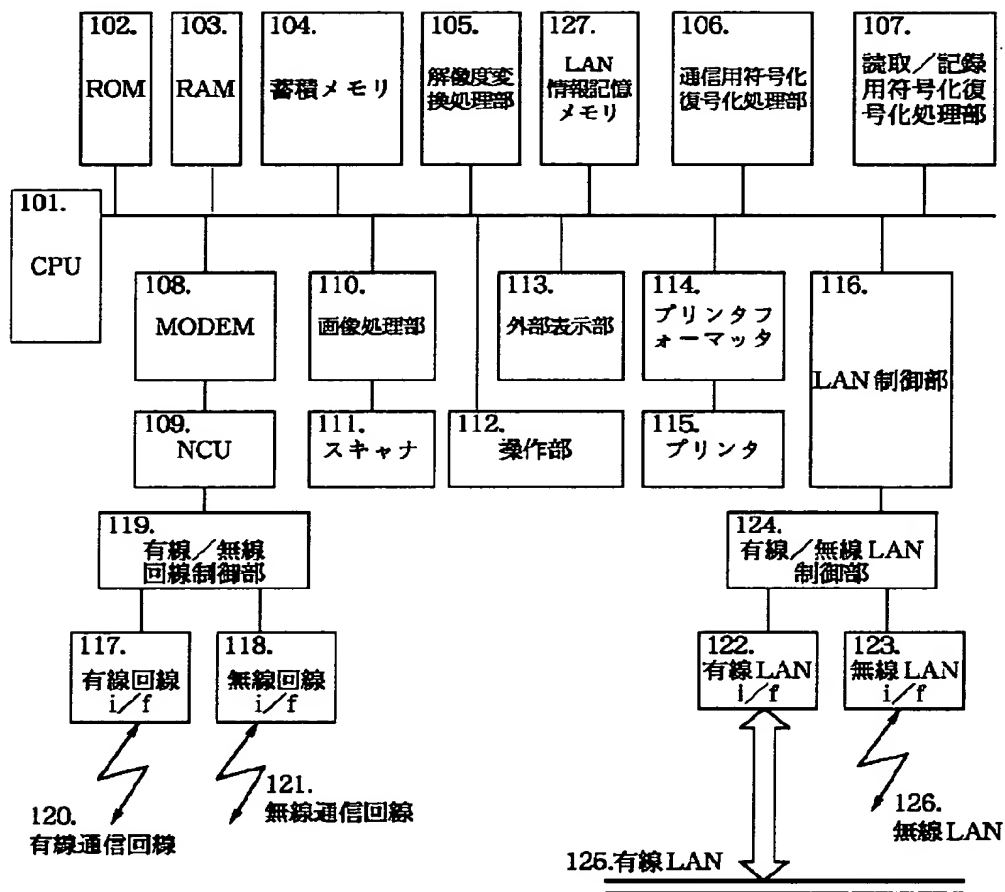 102.
ROM
103.
RAM
104.
蓄積メモリ
105.
解像度変
換処理部
127.
LAN
情報記憶
メモリ
106.
通信用符号化
復号化処理部
107.
読取／記録
用符号化復
号化処理部
101.
CPU
108.
MODEM
110.
画像処理部
113.
外部表示部
114.
プリンタフ
ォーマッタ
116.
LAN制御部
109.
NCU
111.
スキャナ
112.
操作部
115.
プリンタ
119.
有線／無線
回線制御部
124.
有線／無線LAN
制御部
117.
有線回線
i／f
118.
無線回線
i／f
122.
有線LAN
i／f
123.
無線LAN
i／f
120.
有線通信回線
121.
無線通信回線
126.
無線LAN
125.有線LAN